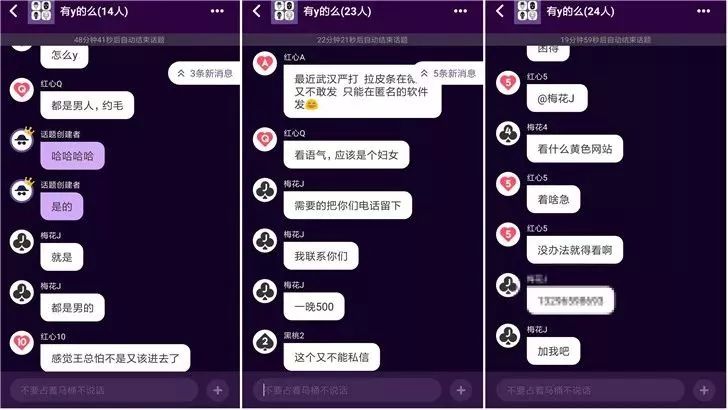 有y的么(14人)
48分钟41秒后自动结束话题
怎么y
3条新消息
红心Q
都是男人，约毛
话题创建者
哈哈哈哈
话题创建者
是的
梅花J
就是
梅花J
都是男的
红心10
感觉王总怕不是又该进去了
不要占着马桶不说话
有y的么(23人)
22分钟21秒后自动结束话题
红心A
最近武汉严打 拉皮条在微
又不敢发 只能在匿名的软件
发😄
5条新消息
红心Q
看语气，应该是个妇女
梅花J
需要的把你们电话留下
梅花J
我联系你们
梅花J
一晚500
黑桃2
这个又不能私信
不要占着马桶不说话
有y的么(24人)
19分钟59秒后自动结束话题
困得
红心5
@梅花J
梅花4
看什么黄色网站
红心5
着啥急
红心5
没办法就得看啊
梅花J
加我吧
不要占着马桶不说话